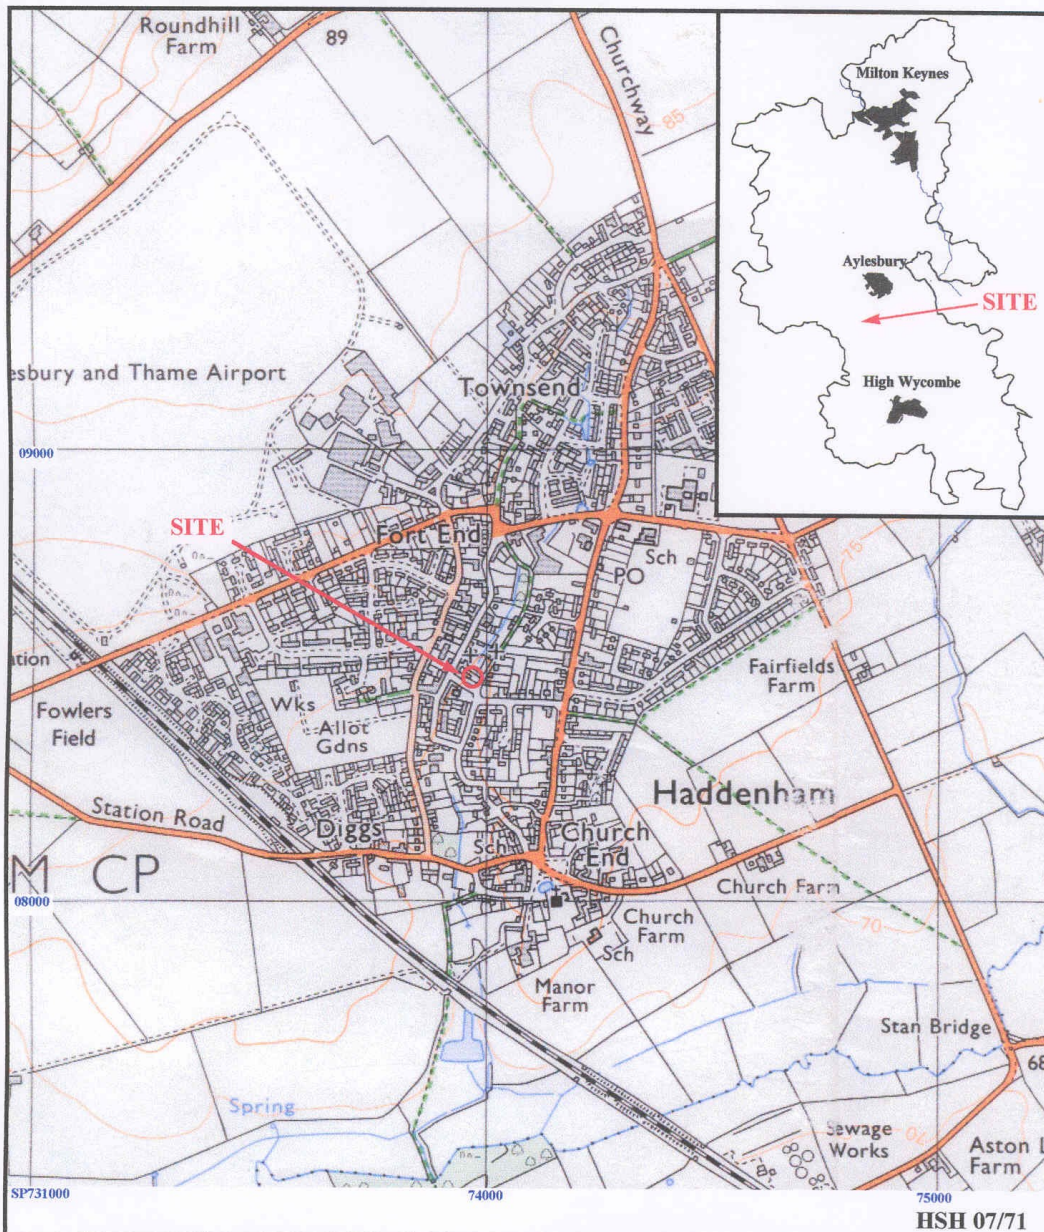 Roundhill
Farm
89
Churchway
85
Milton Keynes
Aylesbury
SITE
High Wycombe
esbury and Thame Airport
Townsend
09000
SITE
Fort End
Sch
PO
75
ation
Fowlers
Field
Wks
Allot
Gdns
Fairfields
Farm
Haddenham
Station Road
Diggs
Sch
Church
End
M CP
Church Farm
08000
Church
Farm
70
Sch
Manor
Farm
Stan Bridge
68
Spring
Sewage
Works
70
Aston L
Farm
SP731000
74000
75000
HSH 07/71